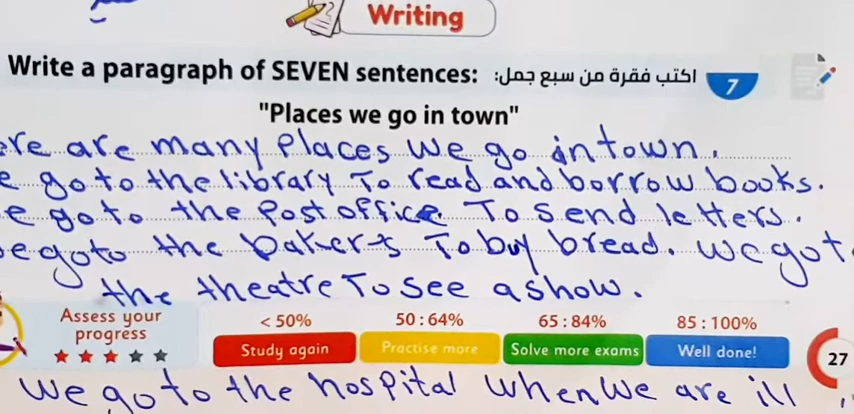 Writing
Write a paragraph of SEVEN sentences: اكتب فقرة من سبع جمل: 7
"Places we go in town"
are many places we go in town.
go to the library To read and borrow books.
go to the Post office To send letters.
go to the baker's To buy bread. we go t
the theatre To see a show.
Assess your progress
< 50% 50 : 64% 65 : 84% 85 : 100%
Study again Practise more Solve more exams Well done!
27
we go to the hospital when we are ill